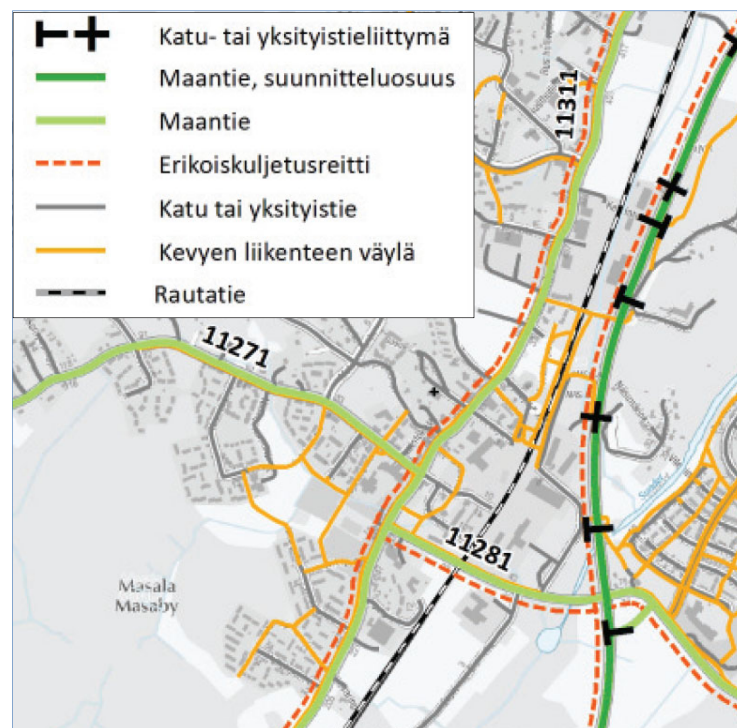 Katu- tai yksityistieliittymä
Maantie, suunnitteluosuus
Maantie
Erikoiskuljetusreitti
Katu tai yksityistie
Kevyen liikenteen väylä
Rautatie
11311
11271
11281
Masala
Masaby